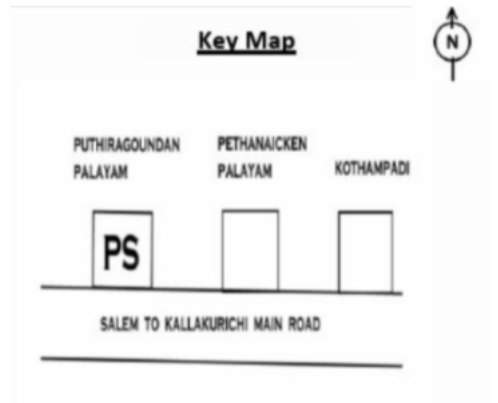 Key Map
N
PUTHIRAGOUNDAN
PALAYAM
PETHANAICKEN
PALAYAM
KOTHAMPADI
PS
SALEM TO KALLAKURICHI MAIN ROAD